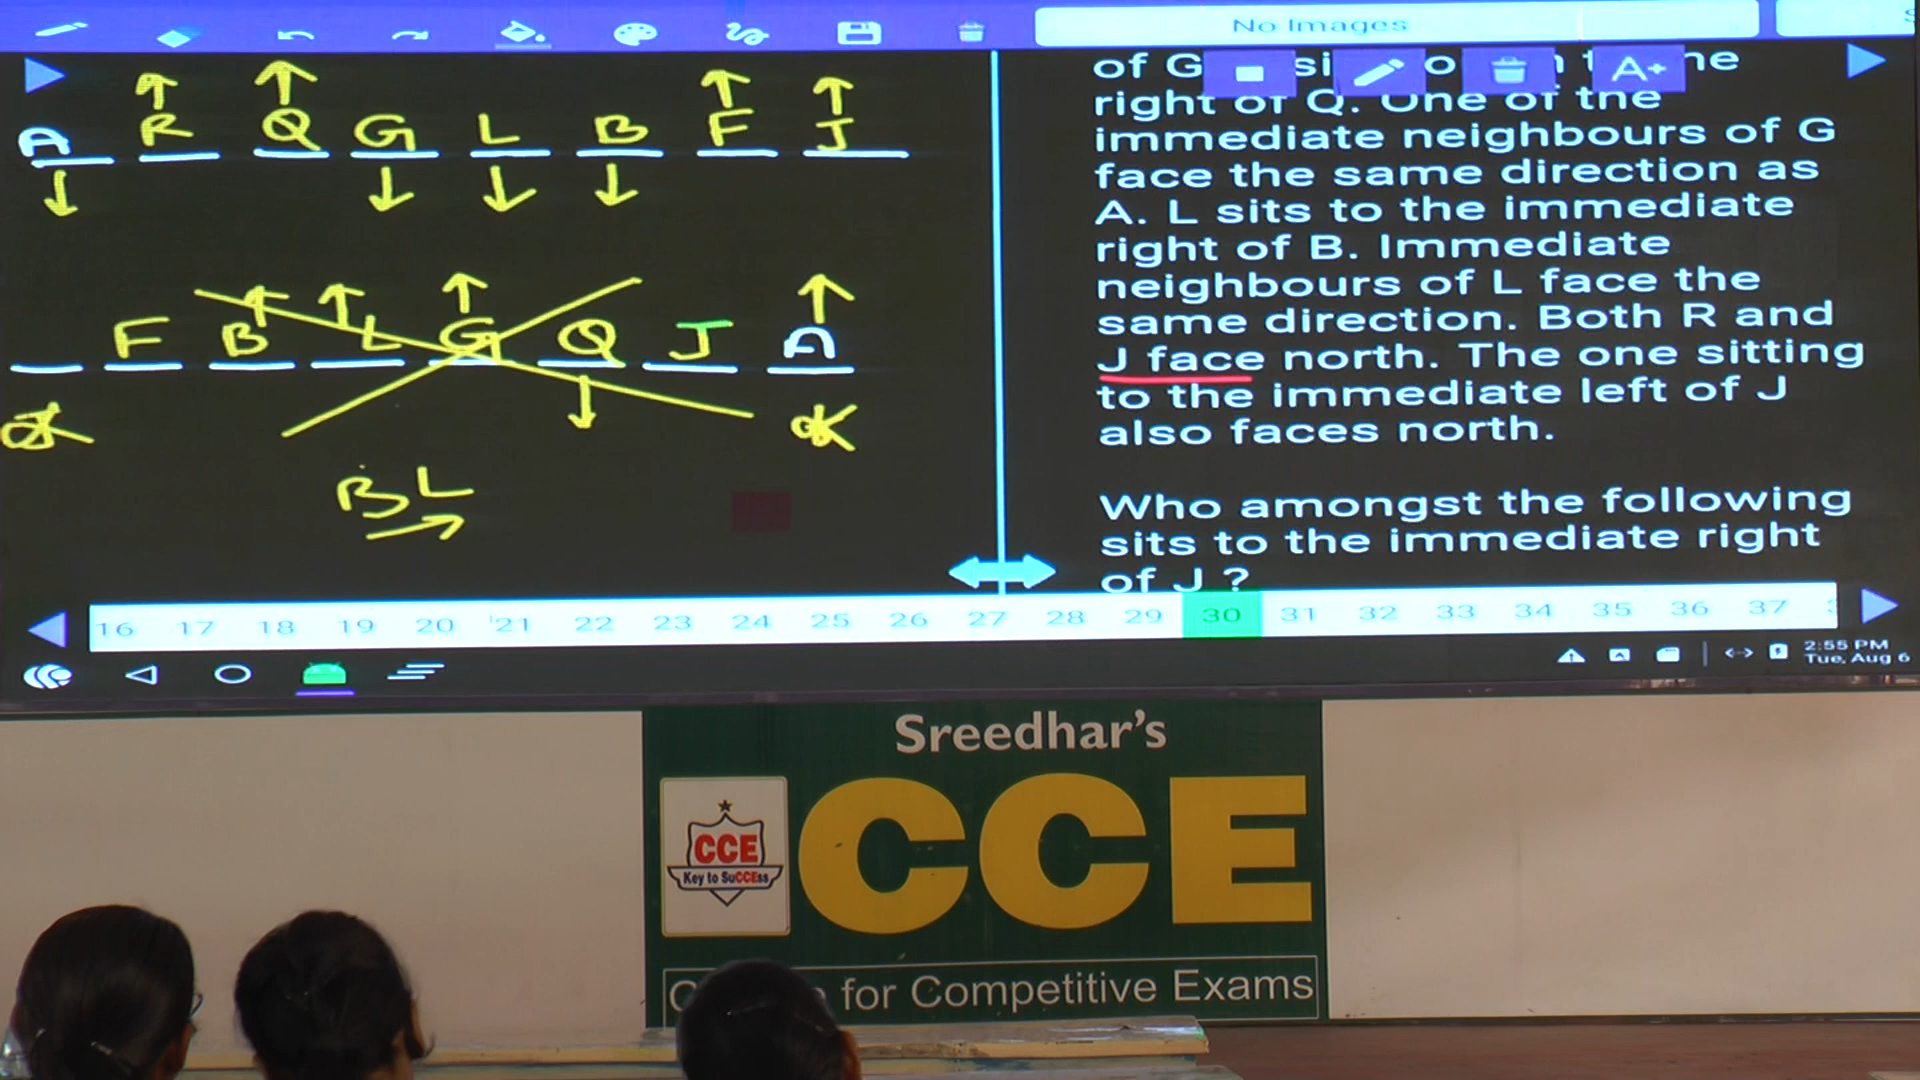 No Images
A R Q G L B F J
F B L G Q J A
B L
of G
right of Q. One of the
immediate neighbours of G
face the same direction as
A. L sits to the immediate
right of B. Immediate
neighbours of L face the
same direction. Both R and
J face north. The one sitting
to the immediate left of J
also faces north.
Who amongst the following
sits to the immediate right
of J ?
A+
16 17 18 19 20 21 22 23 24 25 26 27 28 29 30 31 32 33 34 35 36 37
2:55 PM
Tue, Aug 6
Sreedhar's
CCE
Key to SuCCEss
CCE
for Competitive Exams